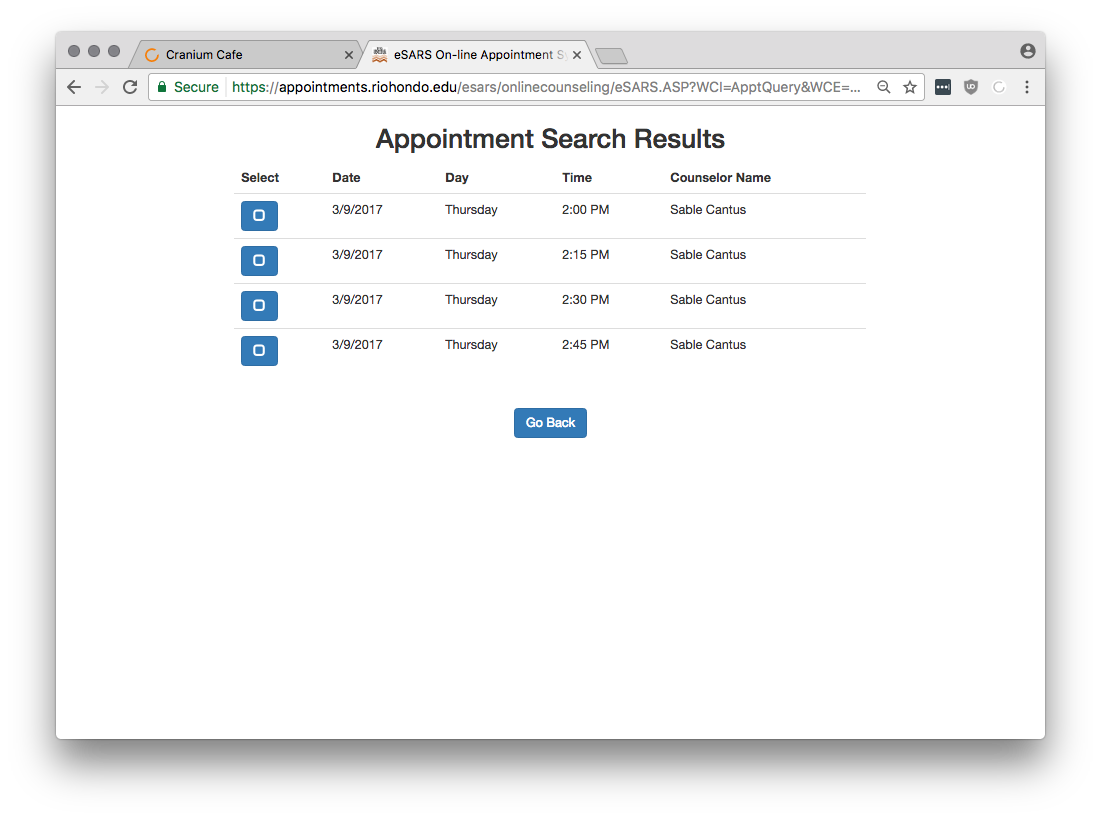 Cranium Cafe
eSARS On-line Appointment S
Secure https://appointments.riohondo.edu/esars/onlinecounseling/eSARS.ASP?WCI=ApptQuery&WCE=...
Appointment Search Results
Select Date Day Time Counselor Name
3/9/2017 Thursday 2:00 PM Sable Cantus
3/9/2017 Thursday 2:15 PM Sable Cantus
3/9/2017 Thursday 2:30 PM Sable Cantus
3/9/2017 Thursday 2:45 PM Sable Cantus
Go Back